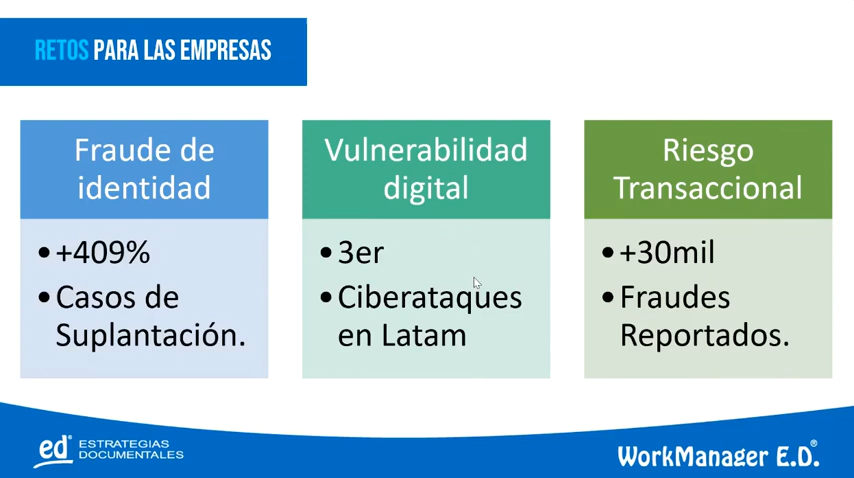 RETOS PARA LAS EMPRESAS
Fraude de
identidad
•+409%
•Casos de
Suplantación.
Vulnerabilidad
digital
•3er
•Ciberataques
en Latam
Riesgo
Transaccional
•+30mil
•Fraudes
Reportados.
ed®
ESTRATEGIAS
DOCUMENTALES
WorkManager E.D.®